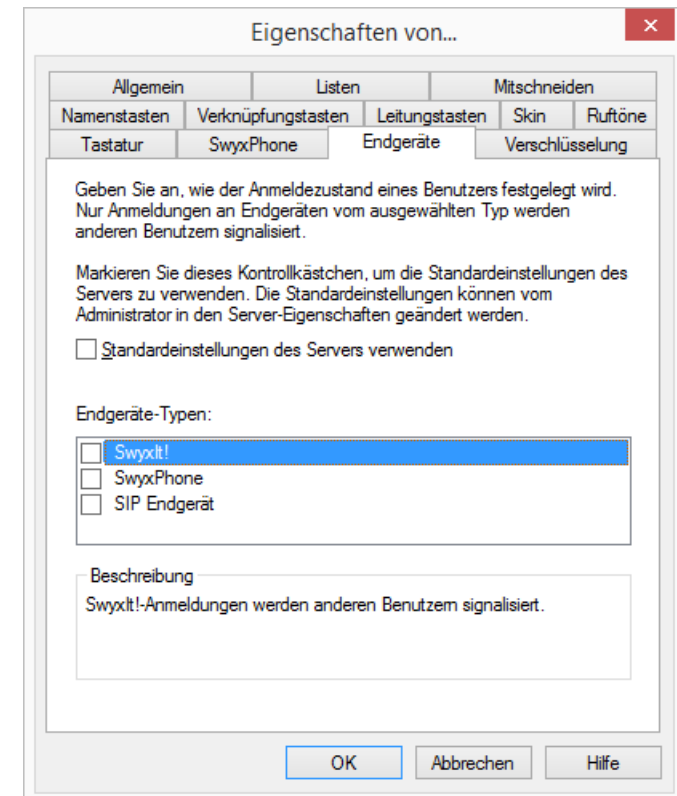 Eigenschaften von...
Allgemein Listen Mitschneiden
Namenstasten Verknüpfungstasten Leitungstasten Skin Ruftöne
Tastatur SwyxPhone Endgeräte Verschlüsselung
Geben Sie an, wie der Anmeldezustand eines Benutzers festgelegt wird.
Nur Anmeldungen an Endgeräten vom ausgewählten Typ werden
anderen Benutzern signalisiert.
Markieren Sie dieses Kontrollkästchen, um die Standardeinstellungen des
Servers zu verwenden. Die Standardeinstellungen können vom
Administrator in den Server-Eigenschaften geändert werden.
Standardeinstellungen des Servers verwenden
Endgeräte-Typen:
SwyxIt!
SwyxPhone
SIP Endgerät
Beschreibung
SwyxIt!-Anmeldungen werden anderen Benutzern signalisiert.
OK Abbrechen Hilfe